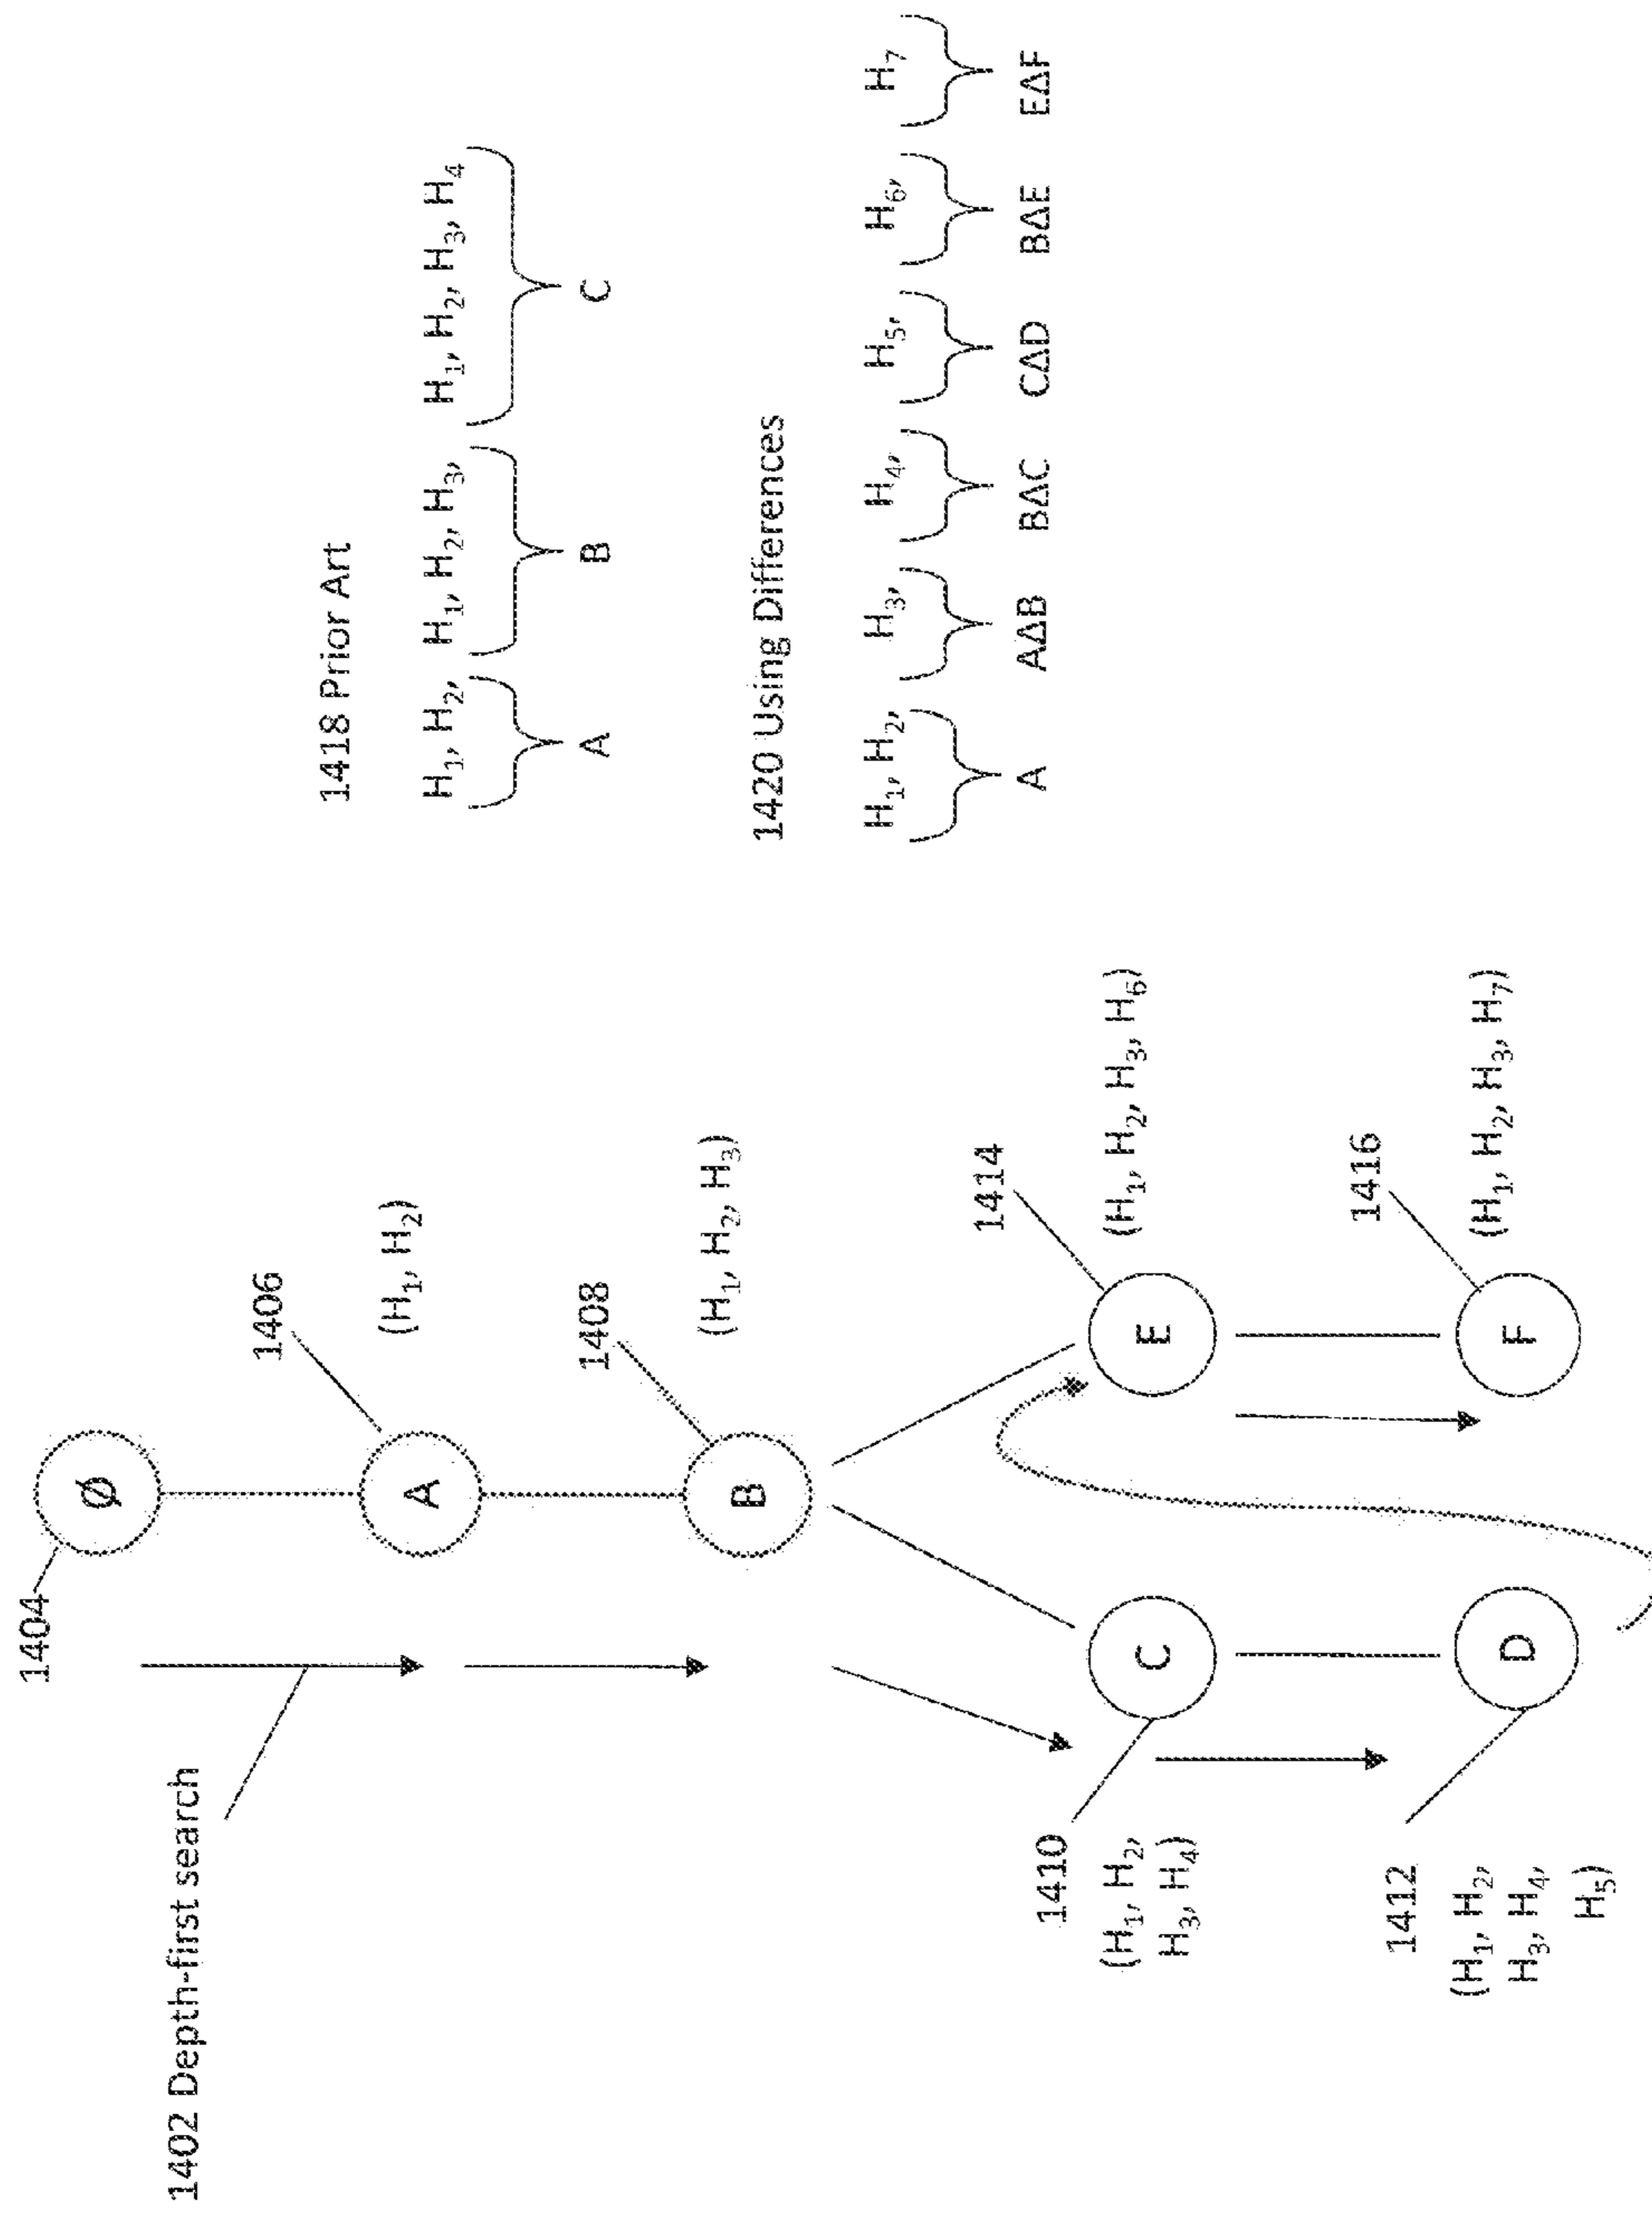 1402 Depth-first search
1404
Ø
1406
A
(H₁, H₂)
1408
B
(H₁, H₂, H₃)
1410
(H₁, H₂,
H₃, H₄)
C
1414
E
(H₁, H₂, H₃, H₆)
1412
(H₁, H₂,
H₃, H₄,
H₅)
D
1416
F
(H₁, H₂, H₃, H₇)
1418 Prior Art
H₁, H₂, H₁, H₂, H₃, H₁, H₂, H₃, H₄
A B C
1420 Using Differences
H₁, H₂, H₃, H₄, H₅, H₆, H₇
A AΔB BΔC CΔD BΔE EΔF